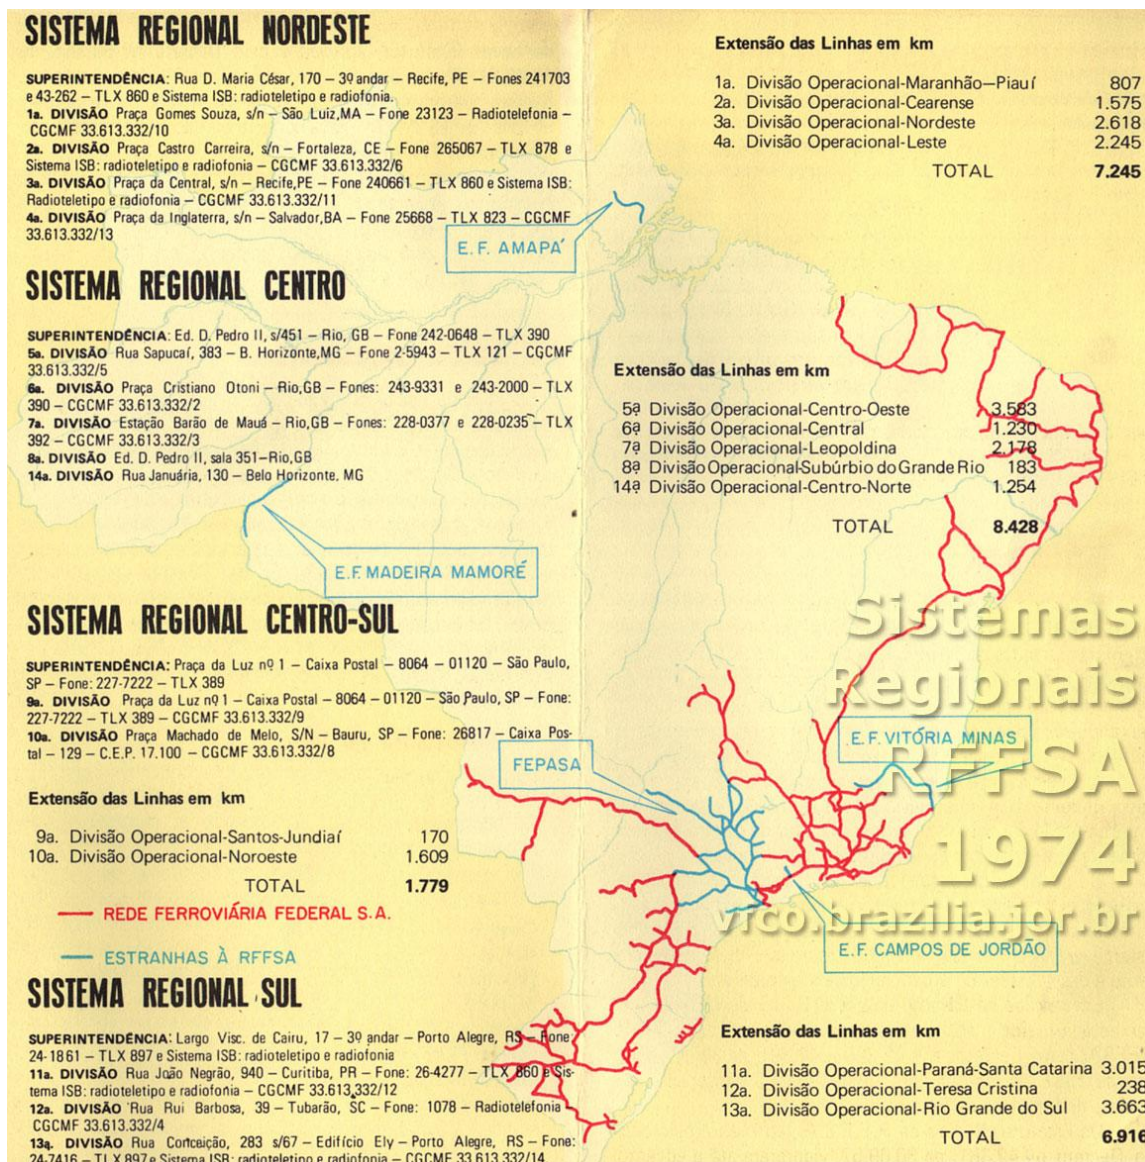 SISTEMA REGIONAL NORDESTE
SUPERINTENDÊNCIA: Rua D. Maria César, 170 – 3º andar – Recife, PE – Fones 241703
e 43-262 – TLX 860 e Sistema ISB: radioteletipo e radiofonia.
1a. DIVISÃO Praça Gomes Souza, s/n – São Luiz,MA – Fone 23123 – Radiotelefonia –
CGCMF 33.613.332/10
2a. DIVISÃO Praça Castro Carreira, s/n – Fortaleza, CE – Fone 265067 – TLX 878 e
Sistema ISB: radioteletipo e radiofonia – CGCMF 33.613.332/6
3a. DIVISÃO Praça da Central, s/n – Recife,PE – Fone 240661 – TLX 860 e Sistema ISB:
Radioteletipo e radiofonia – CGCMF 33.613.332/11
4a. DIVISÃO Praça da Inglaterra, s/n – Salvador,BA – Fone 25668 – TLX 823 – CGCMF
33.613.332/13
Extensão das Linhas em km
1a. Divisão Operacional-Maranhão–Piauí 807
2a. Divisão Operacional-Cearense 1.575
3a. Divisão Operacional-Nordeste 2.618
4a. Divisão Operacional-Leste 2.245
TOTAL 7.245
E.F. AMAPÁ
SISTEMA REGIONAL CENTRO
SUPERINTENDÊNCIA: Ed. D. Pedro II, s/451 – Rio, GB – Fone 242-0648 – TLX 390
5a. DIVISÃO Rua Sapucaí, 383 – B. Horizonte,MG – Fone 2-5943 – TLX 121 – CGCMF
33.613.332/5
6a. DIVISÃO Praça Cristiano Otoni – Rio,GB – Fones: 243-9331 e 243-2000 – TLX
390 – CGCMF 33.613.332/2
7a. DIVISÃO Estação Barão de Mauá – Rio,GB – Fones: 228-0377 e 228-0235 – TLX
392 – CGCMF 33.613.332/3
8a. DIVISÃO Ed. D. Pedro II, sala 351–Rio,GB
14a. DIVISÃO Rua Januária, 130 – Belo Horizonte, MG
Extensão das Linhas em km
5ª Divisão Operacional-Centro-Oeste 3.583
6ª Divisão Operacional-Central 1.230
7ª Divisão Operacional-Leopoldina 2.178
8ª Divisão Operacional-Subúrbio do Grande Rio 183
14ª Divisão Operacional-Centro-Norte 1.254
TOTAL 8.428
E.F. MADEIRA MAMORÉ
SISTEMA REGIONAL CENTRO-SUL
SUPERINTENDÊNCIA: Praça da Luz nº 1 – Caixa Postal – 8064 – 01120 – São Paulo,
SP – Fone: 227-7222 – TLX 389
9a. DIVISÃO Praça da Luz nº 1 – Caixa Postal – 8064 – 01120 – São Paulo, SP – Fone:
227-7222 – TLX 389 – CGCMF 33.613.332/9
10a. DIVISÃO Praça Machado de Melo, S/N – Bauru, SP – Fone: 26817 – Caixa Pos-
tal – 129 – C.E.P. 17.100 – CGCMF 33.613.332/8
Sistemas
Regionais
RFFSA
1974
vfco.brazilia.jor.br
E.F. VITÓRIA MINAS
FEPASA
E.F. CAMPOS DE JORDÃO
Extensão das Linhas em km
9a. Divisão Operacional-Santos-Jundiaí 170
10a. Divisão Operacional-Noroeste 1.609
TOTAL 1.779
REDE FERROVIÁRIA FEDERAL S.A.
ESTRANHAS À RFFSA
SISTEMA REGIONAL SUL
SUPERINTENDÊNCIA: Largo Visc. de Cairu, 17 – 3º andar – Porto Alegre, RS – Fone:
24-1861 – TLX 897 e Sistema ISB: radioteletipo e radiofonia
11a. DIVISÃO Rua João Negrão, 940 – Curitiba, PR – Fone: 26-4277 – TLX 860 e Sis-
tema ISB: radioteletipo e radiofonia – CGCMF 33.613.332/12
12a. DIVISÃO Rua Rui Barbosa, 39 – Tubarão, SC – Fone: 1078 – Radiotelefonia –
CGCMF 33.613.332/4
13a. DIVISÃO Rua Conceição, 283 s/67 – Edifício Ely – Porto Alegre, RS – Fone:
24-7416 – TLX 897 e Sistema ISB: radioteletipo e radiofonia – CGCMF 33.613.332/14
Extensão das Linhas em km
11a. Divisão Operacional-Paraná-Santa Catarina 3.015
12a. Divisão Operacional-Teresa Cristina 238
13a. Divisão Operacional-Rio Grande do Sul 3.663
TOTAL 6.916